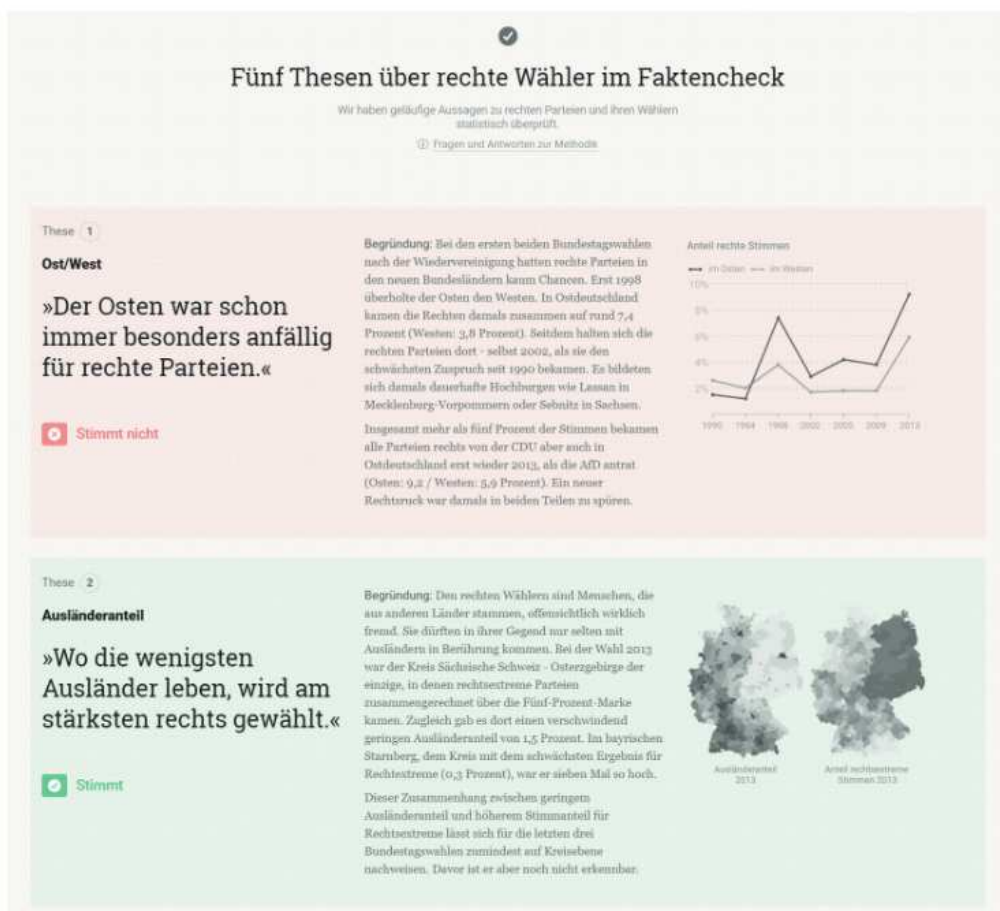 Fünf Thesen über rechte Wähler im Faktencheck
Wir haben geläufige Aussagen zu rechten Parteien und ihren Wählern
statistisch überprüft.
Fragen und Antworten zur Methodik
These 1
Ost/West
»Der Osten war schon
immer besonders anfällig
für rechte Parteien.«
Stimmt nicht
Begründung: Bei den ersten beiden Bundestagswahlen
nach der Wiedervereinigung hatten rechte Parteien in
den neuen Bundesländern kaum Chancen. Erst 1998
überholte der Osten den Westen. In Ostdeutschland
kamen die Rechten damals zusammen auf rund 7,4
Prozent (Westen: 3,8 Prozent). Seitdem halten sich die
rechten Parteien dort - selbst 2002, als sie den
schwächsten Zuspruch seit 1990 bekamen. Es bildeten
sich damals dauerhafte Hochburgen wie Lassan in
Mecklenburg-Vorpommern oder Sebnitz in Sachsen.
Insgesamt mehr als fünf Prozent der Stimmen bekamen
alle Parteien rechts von der CDU aber auch in
Ostdeutschland erst wieder 2013, als die AfD antrat
(Osten: 9,2 / Westen: 5,9 Prozent). Ein neuer
Rechtsruck war damals in beiden Teilen zu spüren.
Anteil rechte Stimmen
im Osten im Westen
10%
8%
6%
4%
2%
1990 1994 1998 2002 2005 2009 2013
These 2
Ausländeranteil
»Wo die wenigsten
Ausländer leben, wird am
stärksten rechts gewählt.«
Stimmt
Begründung: Den rechten Wählern sind Menschen, die
aus anderen Länder stammen, offensichtlich wirklich
fremd. Sie dürften in ihrer Gegend nur selten mit
Ausländern in Berührung kommen. Bei der Wahl 2013
war der Kreis Sächsische Schweiz - Osterzgebirge der
einzige, in denen rechtsextreme Parteien
zusammengerechnet über die Fünf-Prozent-Marke
kamen. Zugleich gab es dort einen verschwindend
geringen Ausländeranteil von 1,5 Prozent. Im bayrischen
Starnberg, dem Kreis mit dem schwächsten Ergebnis für
Rechtsextreme (0,3 Prozent), war er sieben Mal so hoch.
Dieser Zusammenhang zwischen geringem
Ausländeranteil und höherem Stimmanteil für
Rechtsextreme lässt sich für die letzten drei
Bundestagswahlen zumindest auf Kreisebene
nachweisen. Davor ist er aber noch nicht erkennbar.
Ausländeranteil
2013
Anteil rechtsextreme
Stimmen 2013